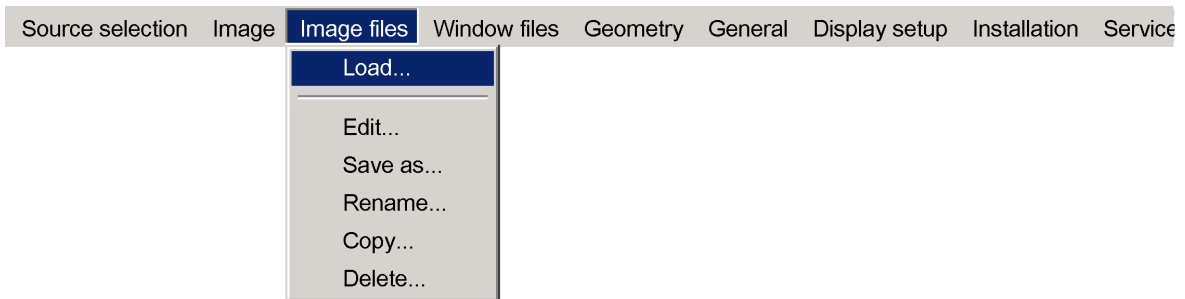 Source selection Image Image files Window files Geometry General Display setup Installation Service
Load...
Edit...
Save as...
Rename...
Copy...
Delete...